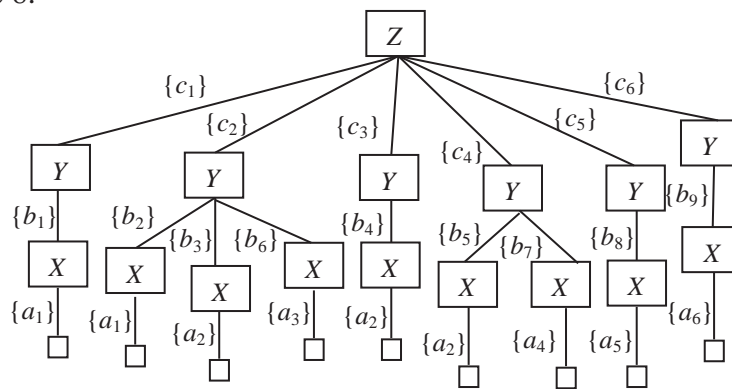 Z
{c₁} {c₂} {c₃} {c₄} {c₅} {c₆}
Y Y Y Y Y Y
{b₁} {b₂} {b₃} {b₆} {b₄} {b₅} {b₇} {b₈} {b₉}
X X X X X X X X X
{a₁} {a₁} {a₂} {a₃} {a₂} {a₂} {a₄} {a₅} {a₆}